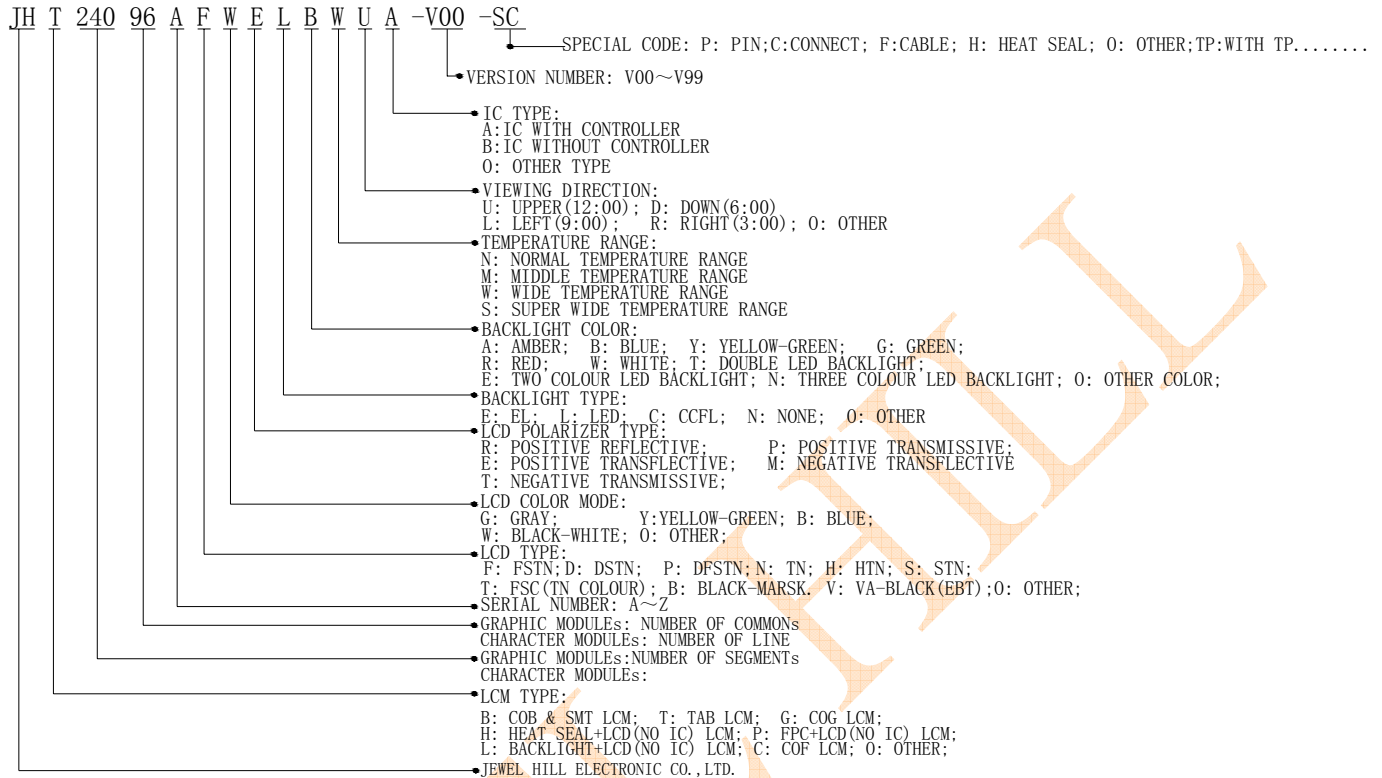 JH T 240 96 A F W E L B W U A -V00 -SC
SPECIAL CODE: P: PIN;C:CONNECT; F:CABLE; H: HEAT SEAL; O: OTHER;TP:WITH TP........
VERSION NUMBER: V00～V99
IC TYPE:
A:IC WITH CONTROLLER
B:IC WITHOUT CONTROLLER
O: OTHER TYPE
VIEWING DIRECTION:
U: UPPER(12:00); D: DOWN(6:00)
L: LEFT(9:00); R: RIGHT(3:00); O: OTHER
TEMPERATURE RANGE:
N: NORMAL TEMPERATURE RANGE
M: MIDDLE TEMPERATURE RANGE
W: WIDE TEMPERATURE RANGE
S: SUPER WIDE TEMPERATURE RANGE
BACKLIGHT COLOR:
A: AMBER; B: BLUE; Y: YELLOW-GREEN; G: GREEN;
R: RED; W: WHITE; T: DOUBLE LED BACKLIGHT;
E: TWO COLOUR LED BACKLIGHT; N: THREE COLOUR LED BACKLIGHT; O: OTHER COLOR;
BACKLIGHT TYPE:
E: EL; L: LED; C: CCFL; N: NONE; O: OTHER
LCD POLARIZER TYPE:
R: POSITIVE REFLECTIVE; P: POSITIVE TRANSMISSIVE;
E: POSITIVE TRANSFLECTIVE; M: NEGATIVE TRANSFLECTIVE
T: NEGATIVE TRANSMISSIVE;
LCD COLOR MODE:
G: GRAY; Y:YELLOW-GREEN; B: BLUE;
W: BLACK-WHITE; O: OTHER;
LCD TYPE:
F: FSTN;D: DSTN; P: DFSTN;N: TN; H: HTN; S: STN;
T: FSC(TN COLOUR); B: BLACK-MARSK. V: VA-BLACK(EBT);O: OTHER;
SERIAL NUMBER: A～Z
GRAPHIC MODULEs: NUMBER OF COMMONs
CHARACTER MODULEs: NUMBER OF LINE
GRAPHIC MODULEs:NUMBER OF SEGMENTs
CHARACTER MODULEs:
LCM TYPE:
B: COB & SMT LCM; T: TAB LCM; G: COG LCM;
H: HEAT SEAL+LCD(NO IC) LCM; P: FPC+LCD(NO IC) LCM;
L: BACKLIGHT+LCD(NO IC) LCM; C: COF LCM; O: OTHER;
JEWEL HILL ELECTRONIC CO.,LTD.
HILL